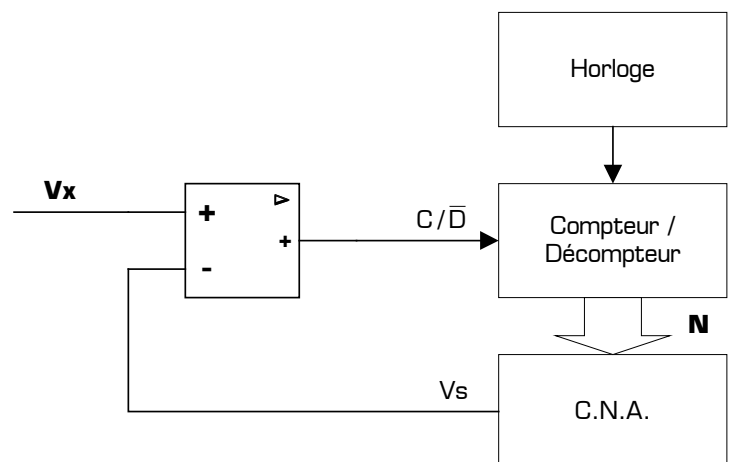 Horloge
Vx
+
-
+
C/D̅
Compteur /
Décompteur
N
Vs
C.N.A.